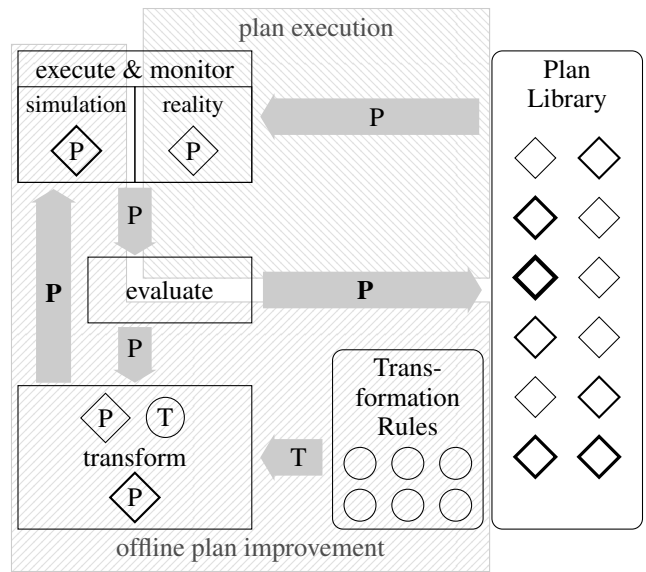 plan execution
execute & monitor
simulation
reality
P
P
P
P
P
evaluate
P
P
P
T
transform
P
T
Trans-
formation
Rules
Plan
Library
offline plan improvement